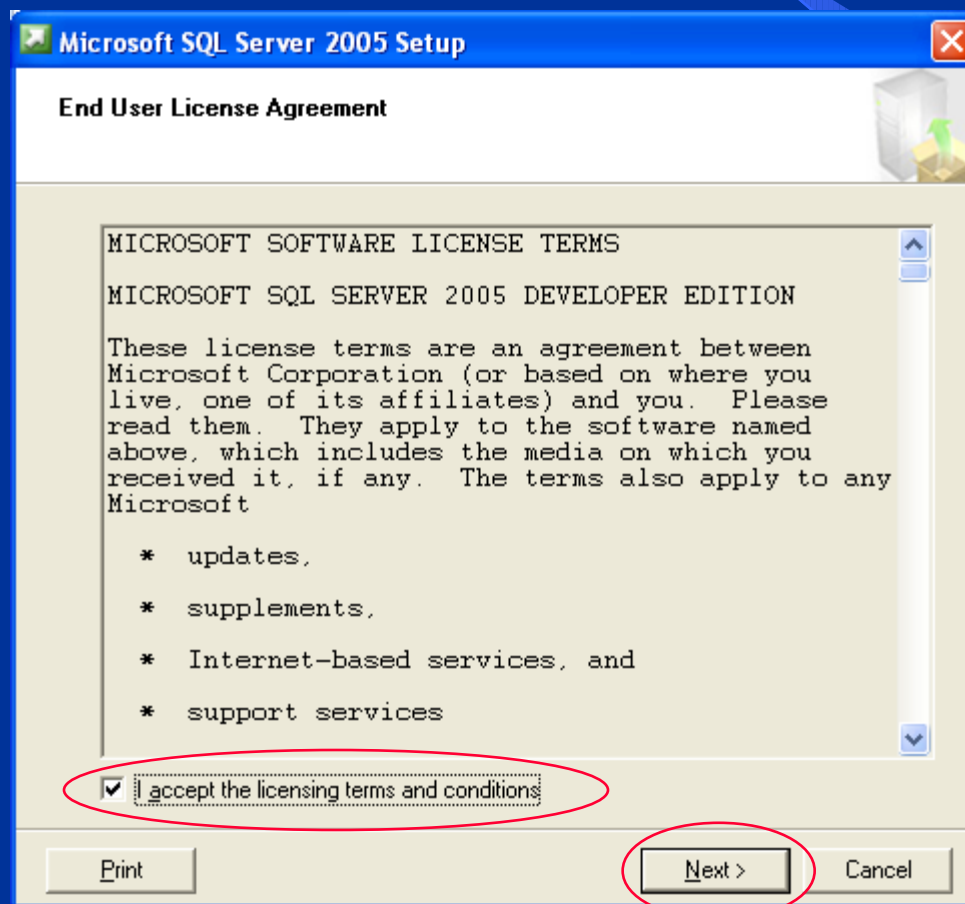 Microsoft SQL Server 2005 Setup
End User License Agreement
MICROSOFT SOFTWARE LICENSE TERMS
MICROSOFT SQL SERVER 2005 DEVELOPER EDITION
These license terms are an agreement between
Microsoft Corporation (or based on where you
live, one of its affiliates) and you.  Please
read them.  They apply to the software named
above, which includes the media on which you
received it, if any.  The terms also apply to any
Microsoft
*  updates,
*  supplements,
*  Internet-based services, and
*  support services
I accept the licensing terms and conditions
Print
Next >
Cancel